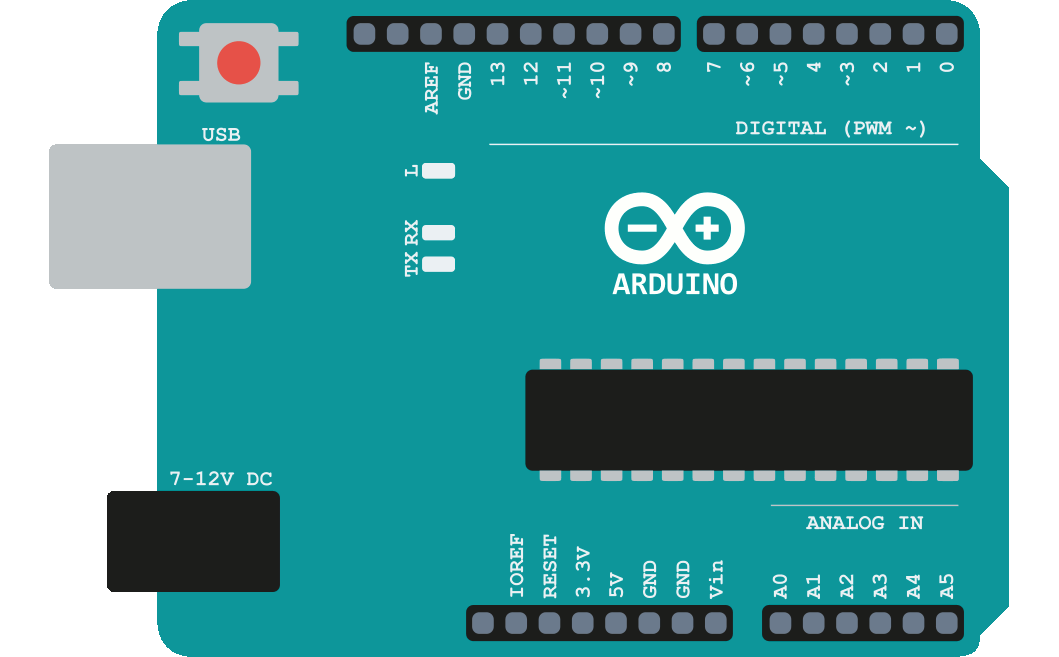 USB
AREF
GND
13
12
~11
~10
~9
8
7
~6
~5
4
~3
2
1
0
DIGITAL (PWM ~)
L
RX
TX
ARDUINO
7-12V DC
ANALOG IN
IOREF
RESET
3.3V
5V
GND
GND
Vin
A0
A1
A2
A3
A4
A5